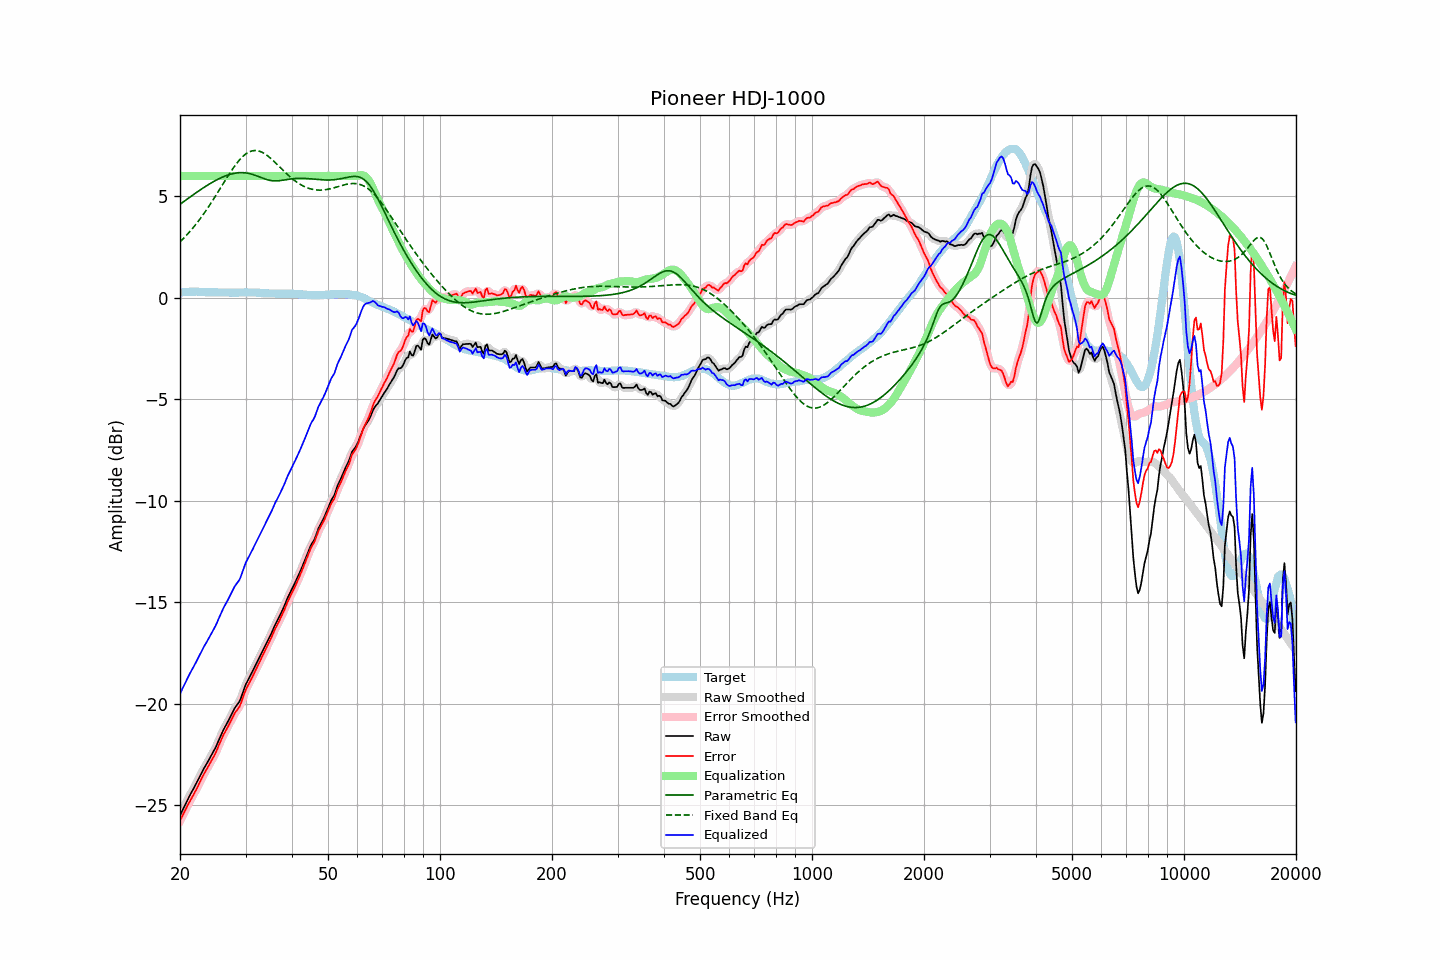 Pioneer HDJ-1000
Amplitude (dBr)
5
0
−5
−10
−15
−20
−25
Target
Raw Smoothed
Error Smoothed
Raw
Error
Equalization
Parametric Eq
Fixed Band Eq
Equalized
20 50 100 200 500 1000 2000 5000 10000 20000
Frequency (Hz)